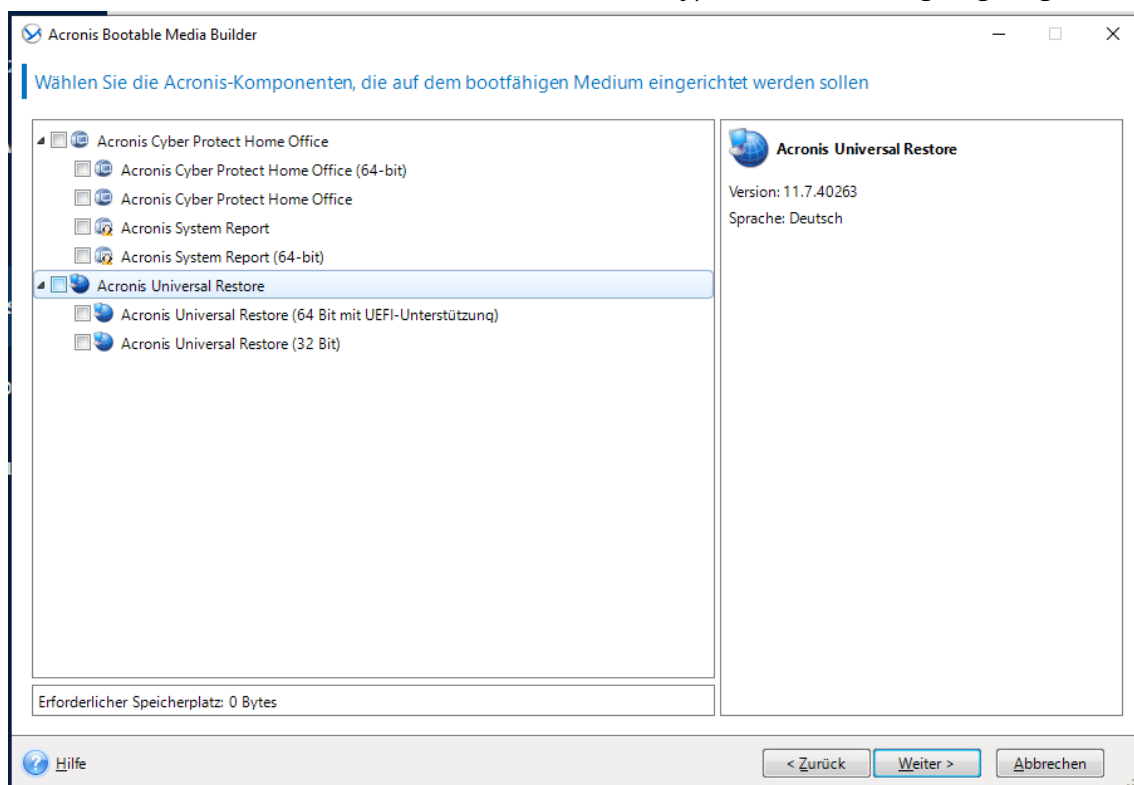 Acronis Bootable Media Builder
Wählen Sie die Acronis-Komponenten, die auf dem bootfähigen Medium eingerichtet werden sollen
Acronis Cyber Protect Home Office
Acronis Cyber Protect Home Office (64-bit)
Acronis Cyber Protect Home Office
Acronis System Report
Acronis System Report (64-bit)
Acronis Universal Restore
Acronis Universal Restore (64 Bit mit UEFI-Unterstützung)
Acronis Universal Restore (32 Bit)
Erforderlicher Speicherplatz: 0 Bytes
Acronis Universal Restore
Version: 11.7.40263
Sprache: Deutsch
Hilfe
< Zurück
Weiter >
Abbrechen